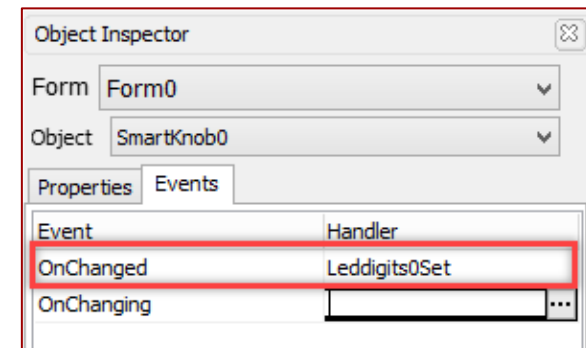 Object Inspector
Form Form0
Object SmartKnob0
Properties Events
Event Handler
OnChanged Leddigits0Set
OnChanging ...